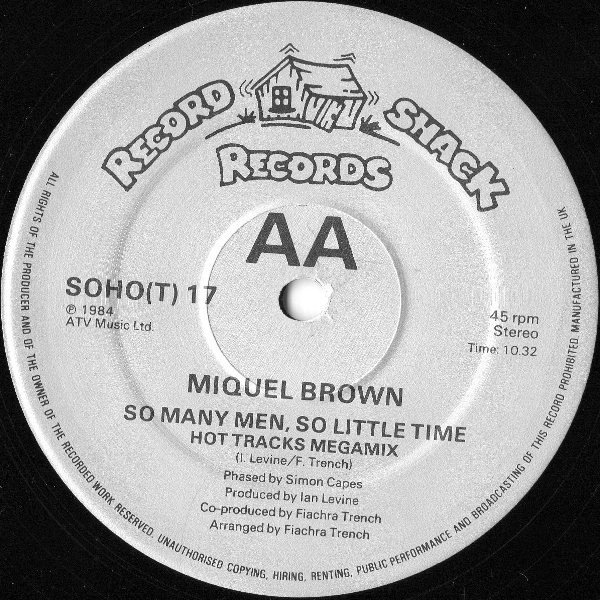 RECORD SHACK
RECORDS
AA
SOHO(T) 17
℗ 1984
ATV Music Ltd.
45 rpm
Stereo
Time: 10.32
MIQUEL BROWN
SO MANY MEN, SO LITTLE TIME
HOT TRACKS MEGAMIX
(I. Levine/F. Trench)
Phased by Simon Capes
Produced by Ian Levine
Co-produced by Fiachra Trench
Arranged by Fiachra Trench
ALL RIGHTS OF THE PRODUCER AND OF THE OWNER OF THE RECORDED WORK RESERVED. UNAUTHORISED COPYING, HIRING, RENTING, PUBLIC PERFORMANCE AND BROADCASTING OF THIS RECORD PROHIBITED. MANUFACTURED IN THE UK